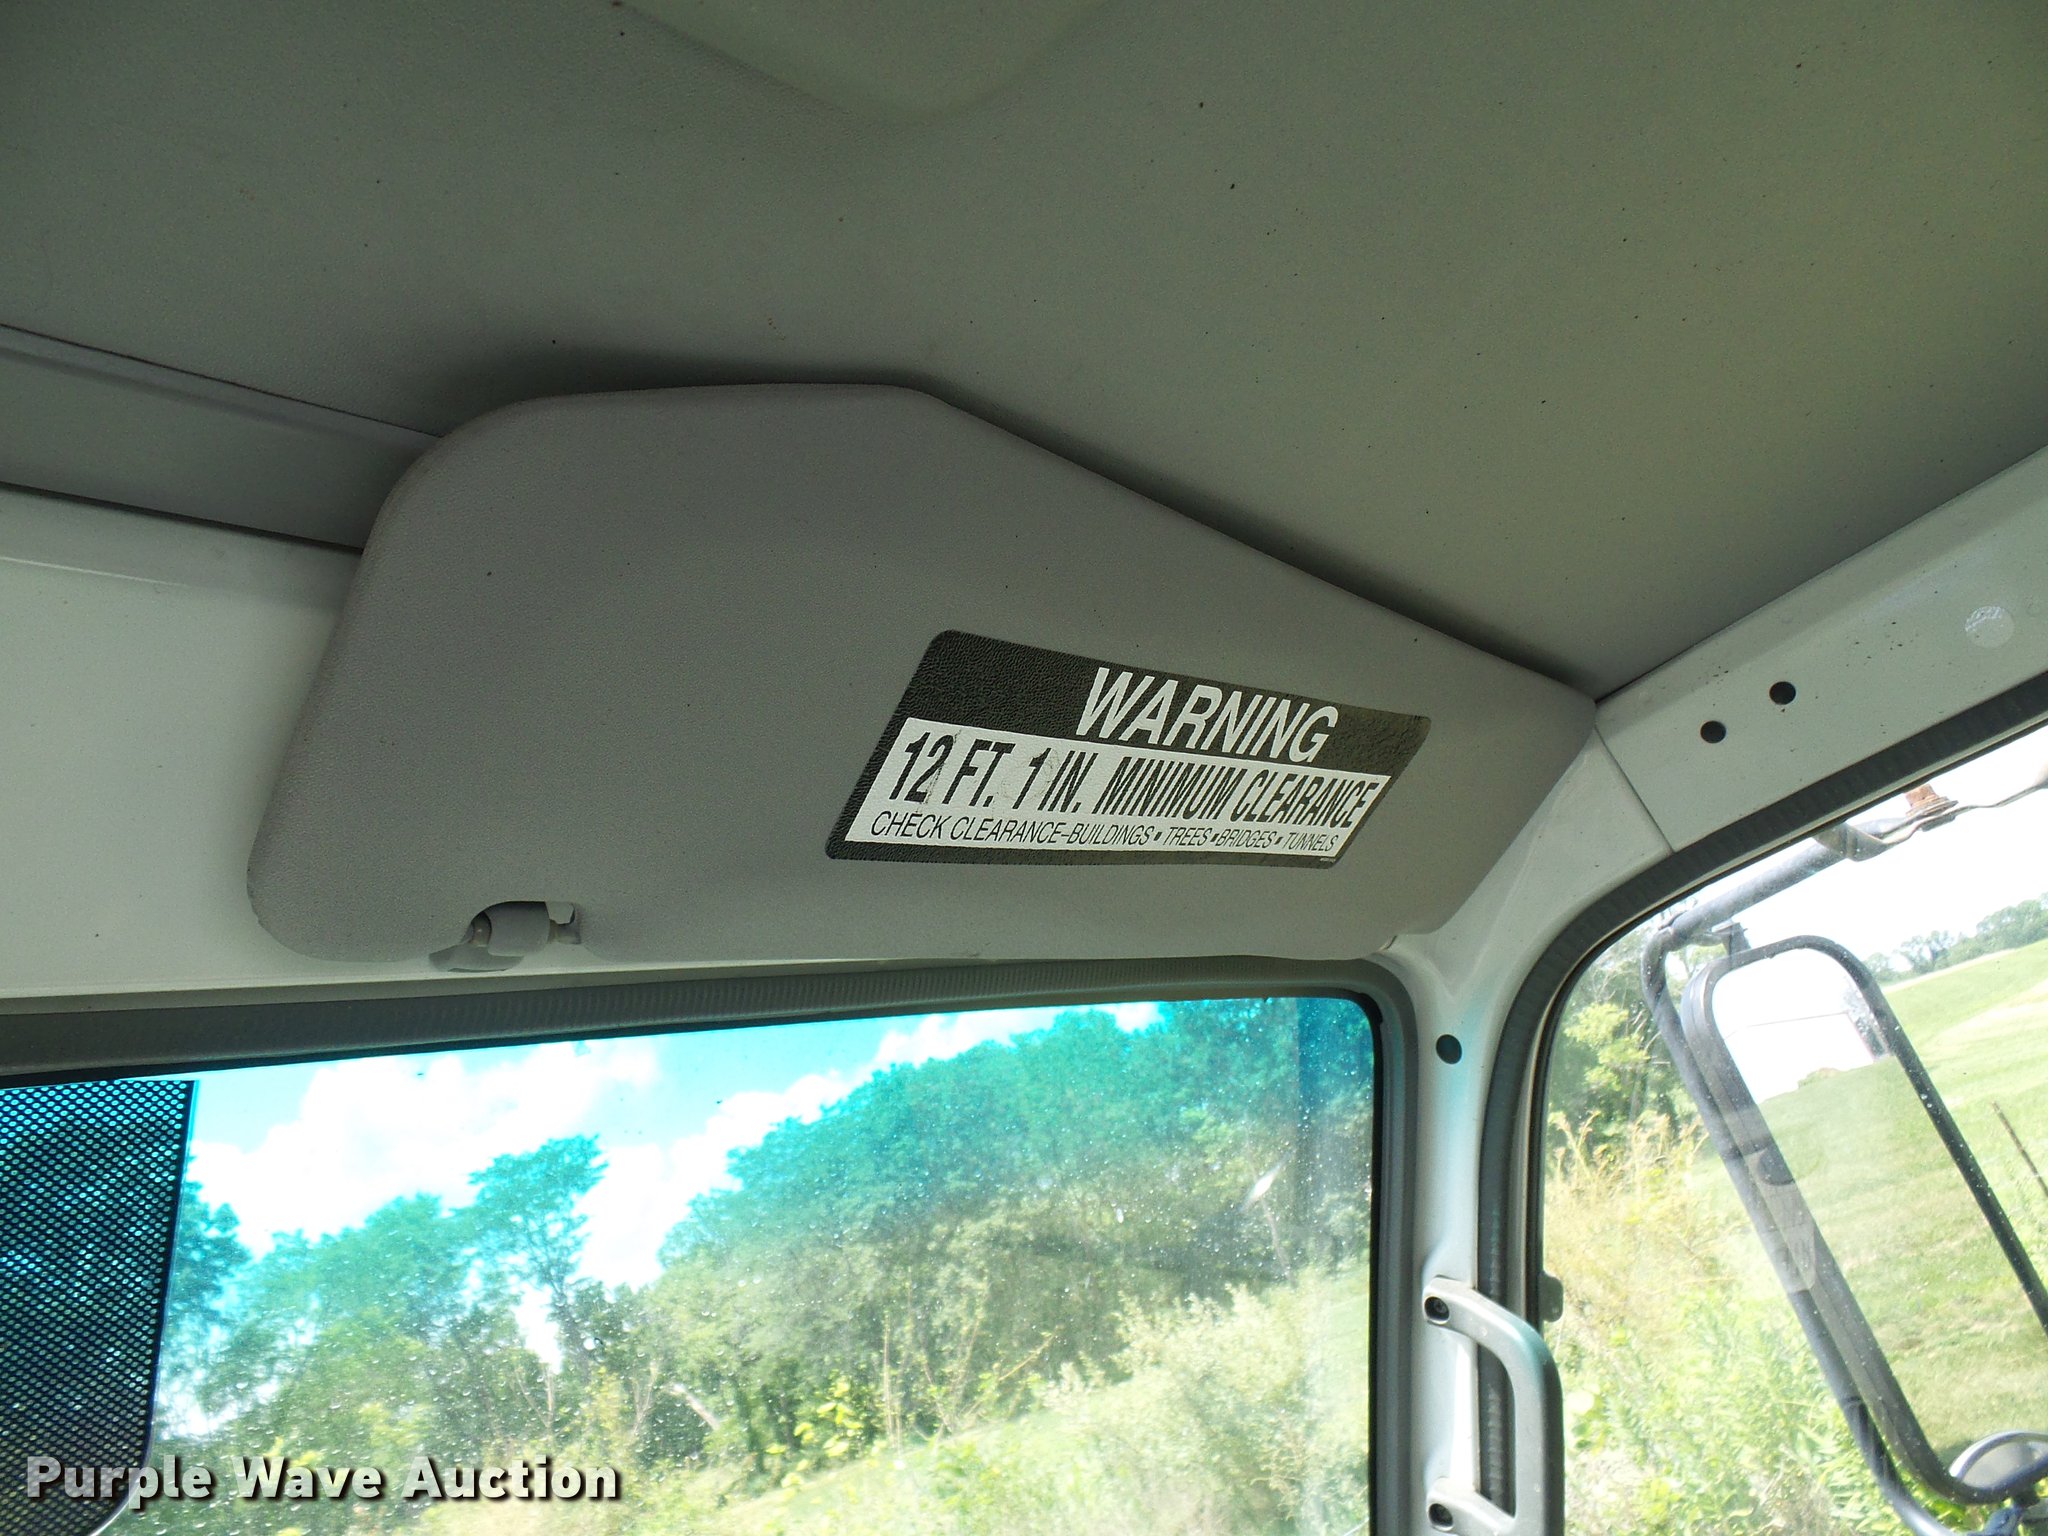 WARNING
12 FT. 1 IN. MINIMUM CLEARANCE
CHECK CLEARANCE-BUILDINGS ▪ TREES ▪ BRIDGES ▪ TUNNELS
Purple Wave Auction